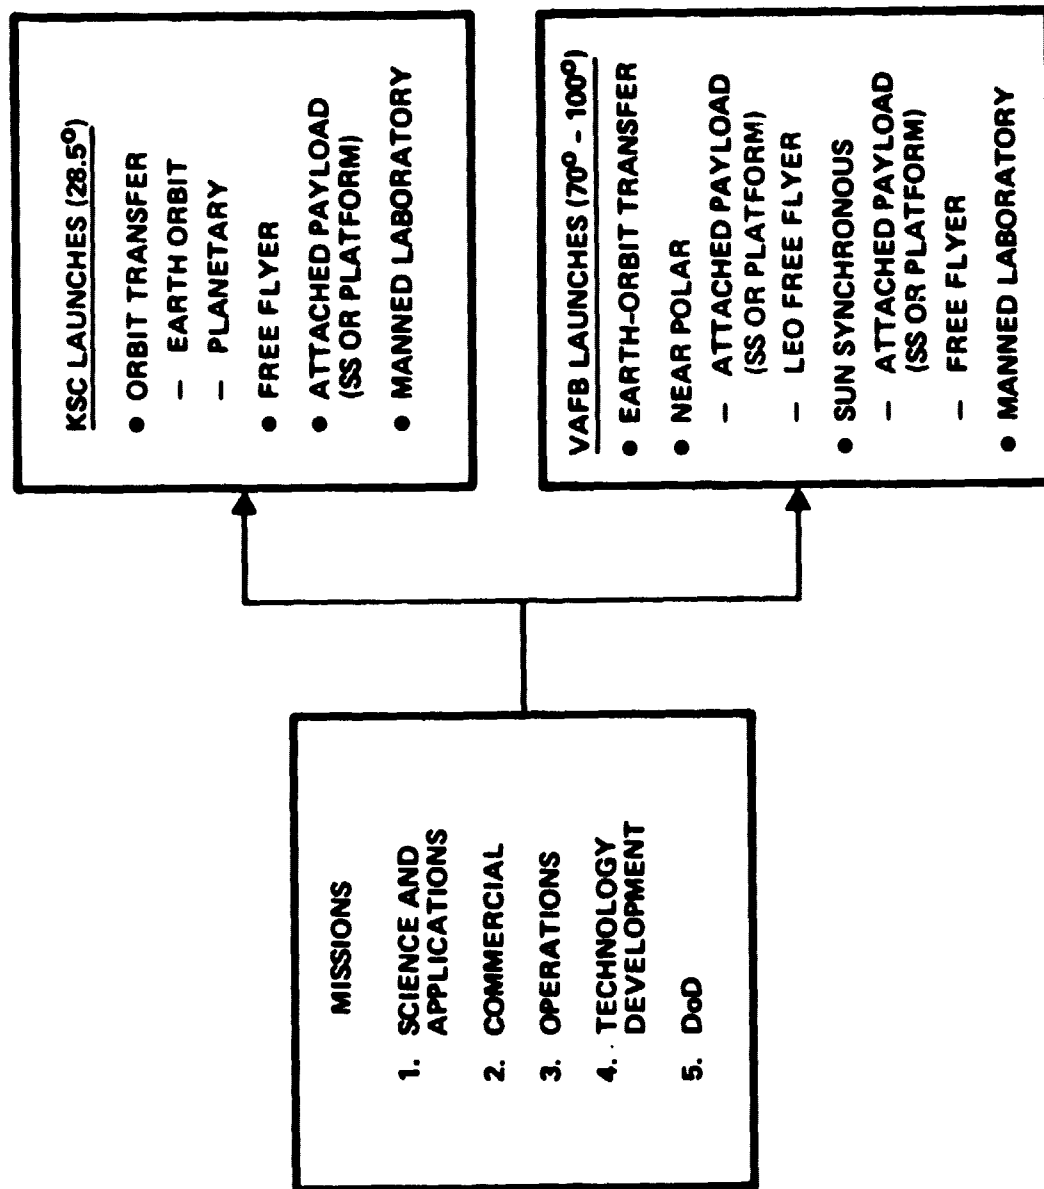 MISSIONS
1. SCIENCE AND
APPLICATIONS
2. COMMERCIAL
3. OPERATIONS
4. TECHNOLOGY
DEVELOPMENT
5. DoD
KSC LAUNCHES (28.5°)
● ORBIT TRANSFER
– EARTH ORBIT
– PLANETARY
● FREE FLYER
● ATTACHED PAYLOAD
(SS OR PLATFORM)
● MANNED LABORATORY
VAFB LAUNCHES (70° - 100°)
● EARTH-ORBIT TRANSFER
● NEAR POLAR
– ATTACHED PAYLOAD
(SS OR PLATFORM)
– LEO FREE FLYER
● SUN SYNCHRONOUS
– ATTACHED PAYLOAD
(SS OR PLATFORM)
– FREE FLYER
● MANNED LABORATORY